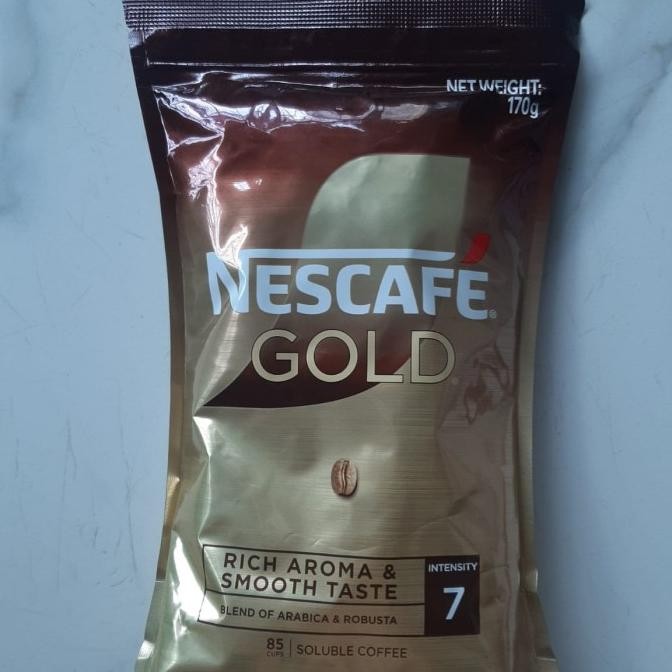 NET WEIGHT:
170g
NESCAFÉ®
GOLD
RICH AROMA &
SMOOTH TASTE
BLEND OF ARABICA & ROBUSTA
INTENSITY
7
85
CUPS
SOLUBLE COFFEE